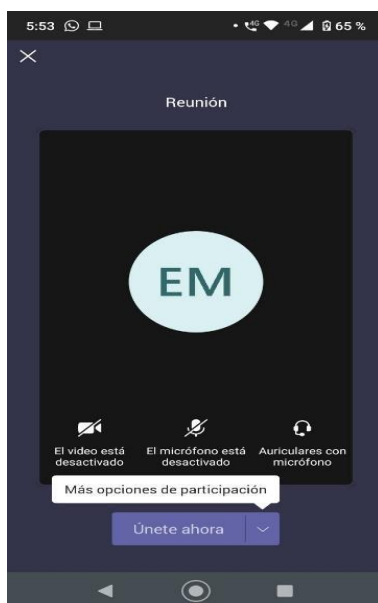 5:53 4G 4G 65 %
Reunión
EM
El video está desactivado
El micrófono está desactivado
Auriculares con micrófono
Más opciones de participación
Únete ahora